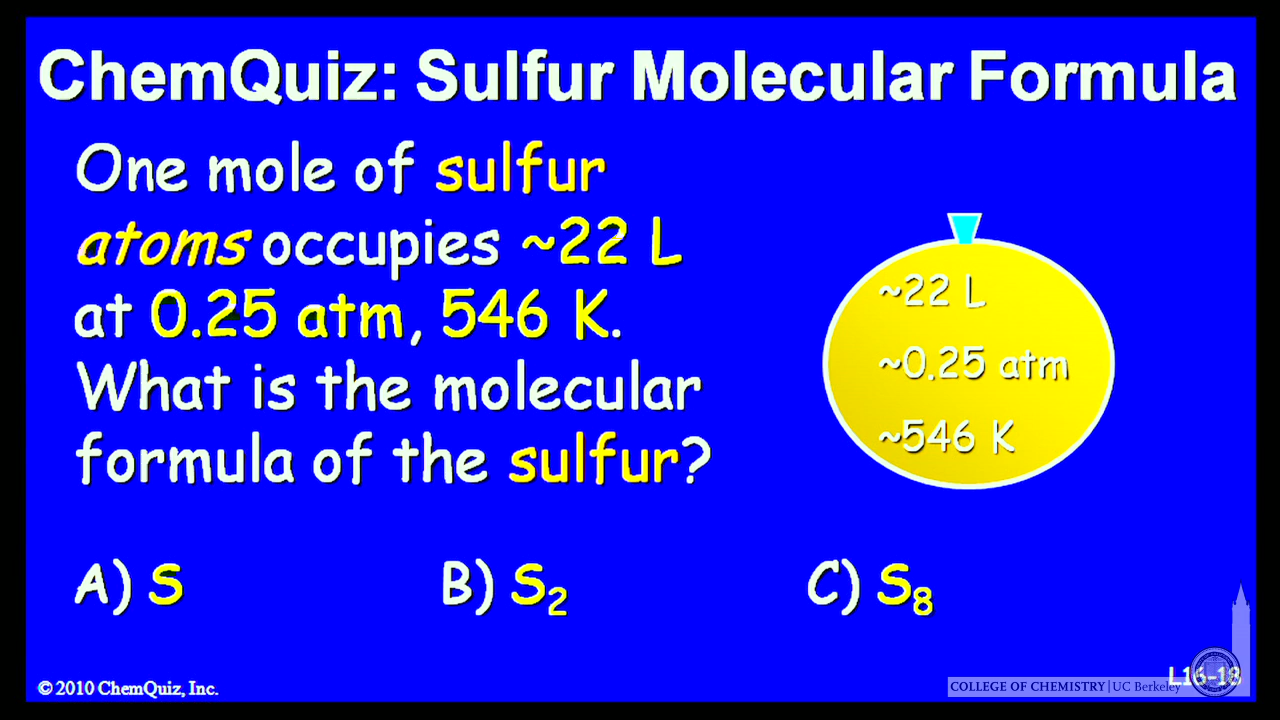 ChemQuiz: Sulfur Molecular Formula
One mole of sulfur
atoms occupies ~22 L
at 0.25 atm, 546 K.
What is the molecular
formula of the sulfur?
~22 L
~0.25 atm
~546 K
A) S
B) S₂
C) S₈
© 2010 ChemQuiz, Inc.
L16-18
COLLEGE OF CHEMISTRY | UC Berkeley